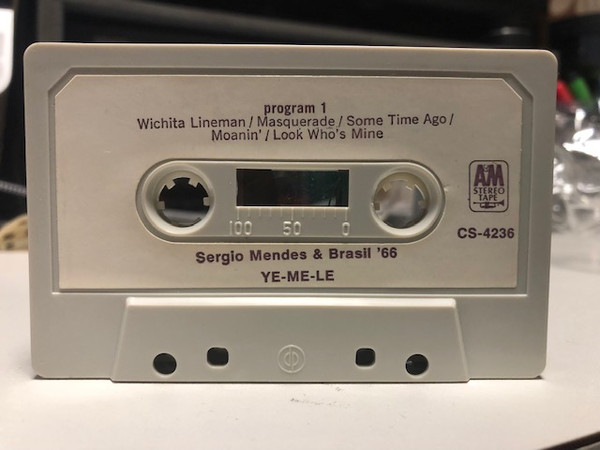 program 1
Wichita Lineman / Masquerade / Some Time Ago /
Moanin' / Look Who's Mine
AM
STEREO
TAPE
100 50 0
CS-4236
Sergio Mendes & Brasil '66
YE-ME-LE